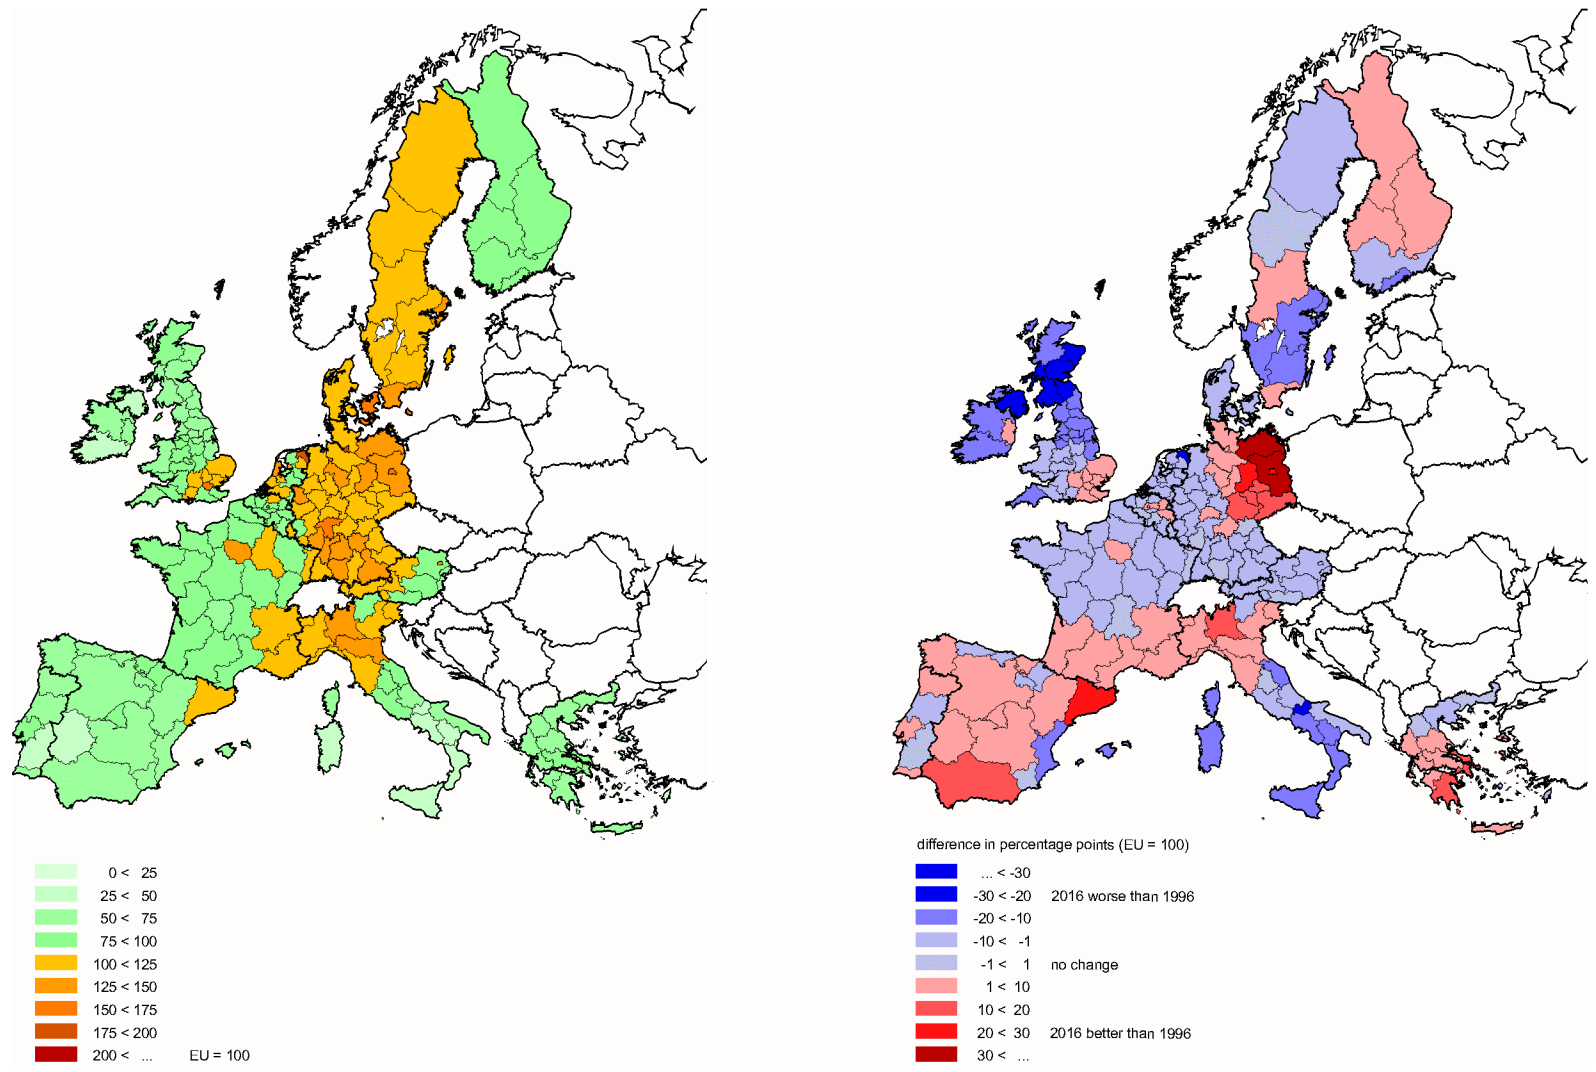 0 < 25
25 < 50
50 < 75
75 < 100
100 < 125
125 < 150
150 < 175
175 < 200
200 < ... EU = 100
difference in percentage points (EU = 100)
... < -30
-30 < -20 2016 worse than 1996
-20 < -10
-10 < -1
-1 < 1 no change
1 < 10
10 < 20
20 < 30 2016 better than 1996
30 < ...